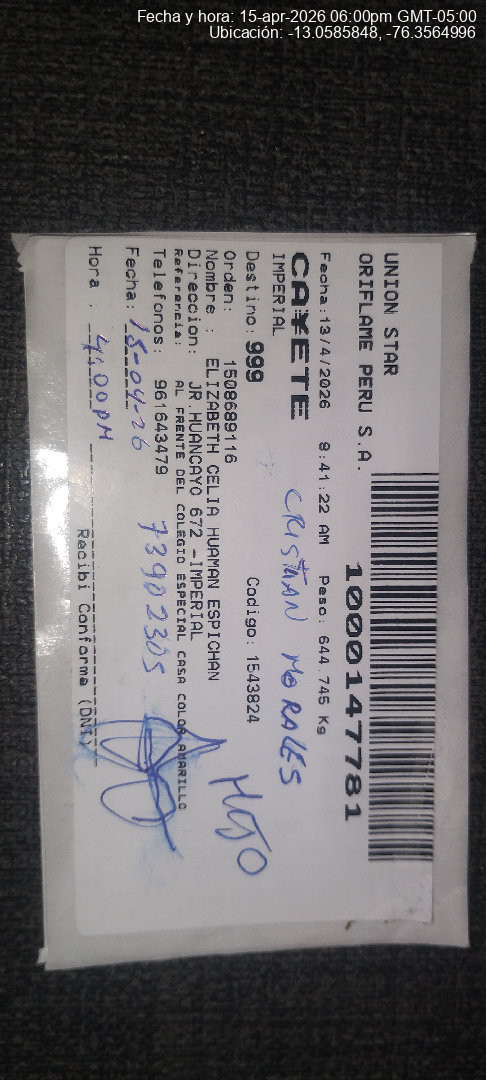 Fecha y hora: 15-apr-2026 06:00pm GMT-05:00
Ubicación: -13.0585848, -76.3564996
UNION STAR
ORIFLAME PERU S.A.
1000147781
Fecha :13/4/2026 8:41:22 AM Peso: 644.745 Kg
CAÑETE
IMPERIAL
CRISTIAN MORALES
Destino: 999 Codigo: 1543824
Orden: 1508689116
Nombre : ELIZABETH CELIA HUAMAN ESPICHAN
HIJO
Direccion: JR.HUANCAYO 672 -IMPERIAL
Referencia: AL FRENTE DEL COLEGIO ESPECIAL CASA COLOR AMARILLO
Telefonos: 961643479
73902305
Fecha: 15-04-26
Hora : 4:00pm
Recibi Conforme (DNI)